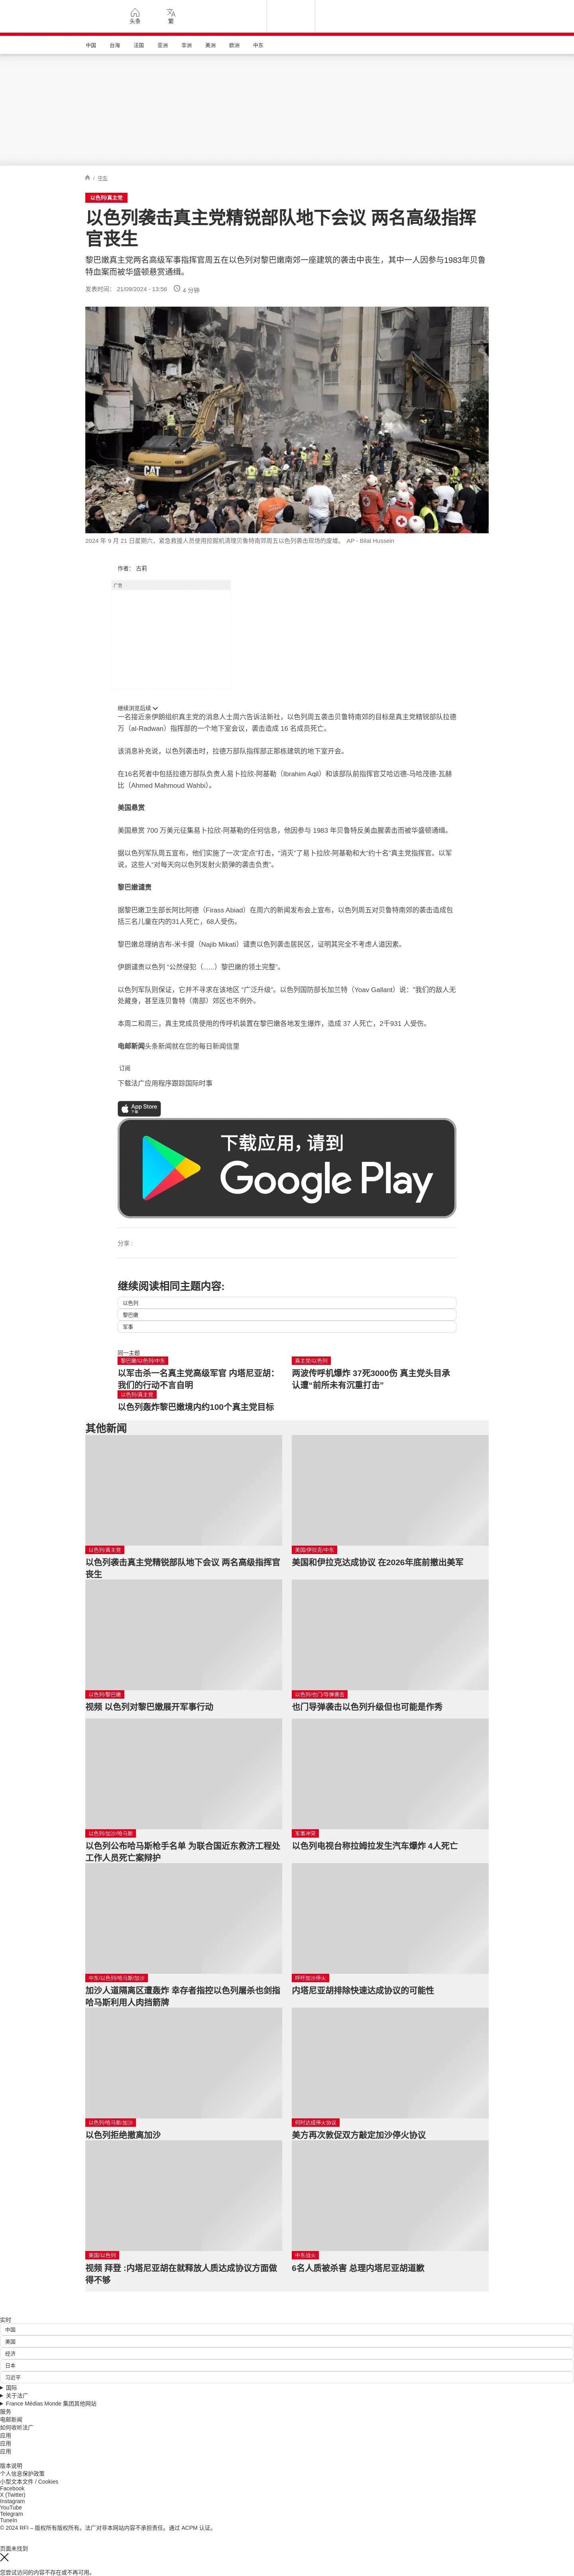 头条
繁
中国
台海
法国
亚洲
非洲
美洲
欧洲
中东
/ 中东
以色列/真主党
以色列袭击真主党精锐部队地下会议 两名高级指挥
官丧生
黎巴嫩真主党两名高级军事指挥官周五在以色列对黎巴嫩南郊一座建筑的袭击中丧生，其中一人因参与1983年贝鲁
特血案而被华盛顿悬赏通缉。
发表时间： 21/09/2024 - 13:56
4 分钟
CAT
2024 年 9 月 21 日星期六，紧急救援人员使用挖掘机清理贝鲁特南郊周五以色列袭击现场的废墟。 AP - Bilal Hussein
作者： 古莉
广告
继续浏览后续
一名接近亲伊朗组织真主党的消息人士周六告诉法新社，以色列周五袭击贝鲁特南郊的目标是真主党精锐部队拉德
万（al-Radwan）指挥部的一个地下室会议，袭击造成 16 名成员死亡。
该消息补充说，以色列袭击时，拉德万部队指挥部正那栋建筑的地下室开会。
在16名死者中包括拉德万部队负责人易卜拉欣·阿基勒（Ibrahim Aqil）和该部队前指挥官艾哈迈德·马哈茂德·瓦赫
比（Ahmed Mahmoud Wahbi）。
美国悬赏
美国悬赏 700 万美元征集易卜拉欣·阿基勒的任何信息，他因参与 1983 年贝鲁特反美血腥袭击而被华盛顿通缉。
据以色列军队周五宣布，他们实施了一次“定点”打击，“消灭”了易卜拉欣·阿基勒和大“约十名”真主党指挥官。以军
说，这些人“对每天向以色列发射火箭弹的袭击负责”。
黎巴嫩谴责
据黎巴嫩卫生部长阿比阿德（Firass Abiad）在周六的新闻发布会上宣布，以色列周五对贝鲁特南郊的袭击造成包
括三名儿童在内的31人死亡，68人受伤。
黎巴嫩总理纳吉布·米卡提（Najib Mikati）谴责以色列袭击居民区，证明其完全不考虑人道因素。
伊朗谴责以色列 “公然侵犯（......）黎巴嫩的领土完整”。
以色列军队则保证，它并不寻求在该地区 “广泛升级”。以色列国防部长加兰特（Yoav Gallant）说：“我们的敌人无
处藏身，甚至连贝鲁特（南部）郊区也不例外。
本周二和周三，真主党成员使用的传呼机装置在黎巴嫩各地发生爆炸，造成 37 人死亡，2千931 人受伤。
电邮新闻头条新闻就在您的每日新闻信里
订阅
下载法广应用程序跟踪国际时事
App Store
下载
下载应用，请到
Google Play
分享 :
继续阅读相同主题内容:
以色列
黎巴嫩
军事
同一主题
黎巴嫩/以色列/中东
以军击杀一名真主党高级军官 内塔尼亚胡：
我们的行动不言自明
真主党/以色列
两波传呼机爆炸 37死3000伤 真主党头目承
认遭“前所未有沉重打击”
以色列/真主党
以色列轰炸黎巴嫩境内约100个真主党目标
其他新闻
以色列/真主党
以色列袭击真主党精锐部队地下会议 两名高级指挥官
丧生
美国/伊拉克/中东
美国和伊拉克达成协议 在2026年底前撤出美军
以色列/黎巴嫩
视频 以色列对黎巴嫩展开军事行动
以色列/也门/导弹袭击
也门导弹袭击以色列升级但也可能是作秀
以色列/加沙/哈马斯
以色列公布哈马斯枪手名单 为联合国近东救济工程处
工作人员死亡案辩护
军事冲突
以色列电视台称拉姆拉发生汽车爆炸 4人死亡
中东/以色列/哈马斯/加沙
加沙人道隔离区遭轰炸 幸存者指控以色列屠杀也剑指
哈马斯利用人肉挡箭牌
呼吁加沙停火
内塔尼亚胡排除快速达成协议的可能性
以色列/哈马斯/加沙
以色列拒绝撤离加沙
何时达成停火协议
美方再次敦促双方敲定加沙停火协议
美国/以色列
视频 拜登 :内塔尼亚胡在就释放人质达成协议方面做
得不够
中东战火
6名人质被杀害 总理内塔尼亚胡道歉
实时
中国
美国
经济
日本
习近平
国际
关于法广
France Médias Monde 集团其他网站
服务
电邮新闻
如何收听法广
应用
应用
应用
版本说明
个人信息保护政策
小型文本文件 / Cookies
Facebook
X (Twitter)
Instagram
YouTube
Telegram
TuneIn
© 2024 RFI – 版权所有版权所有。法广对非本网站内容不承担责任。通过 ACPM 认证。
页面未找到
您尝试访问的内容不存在或不再可用。